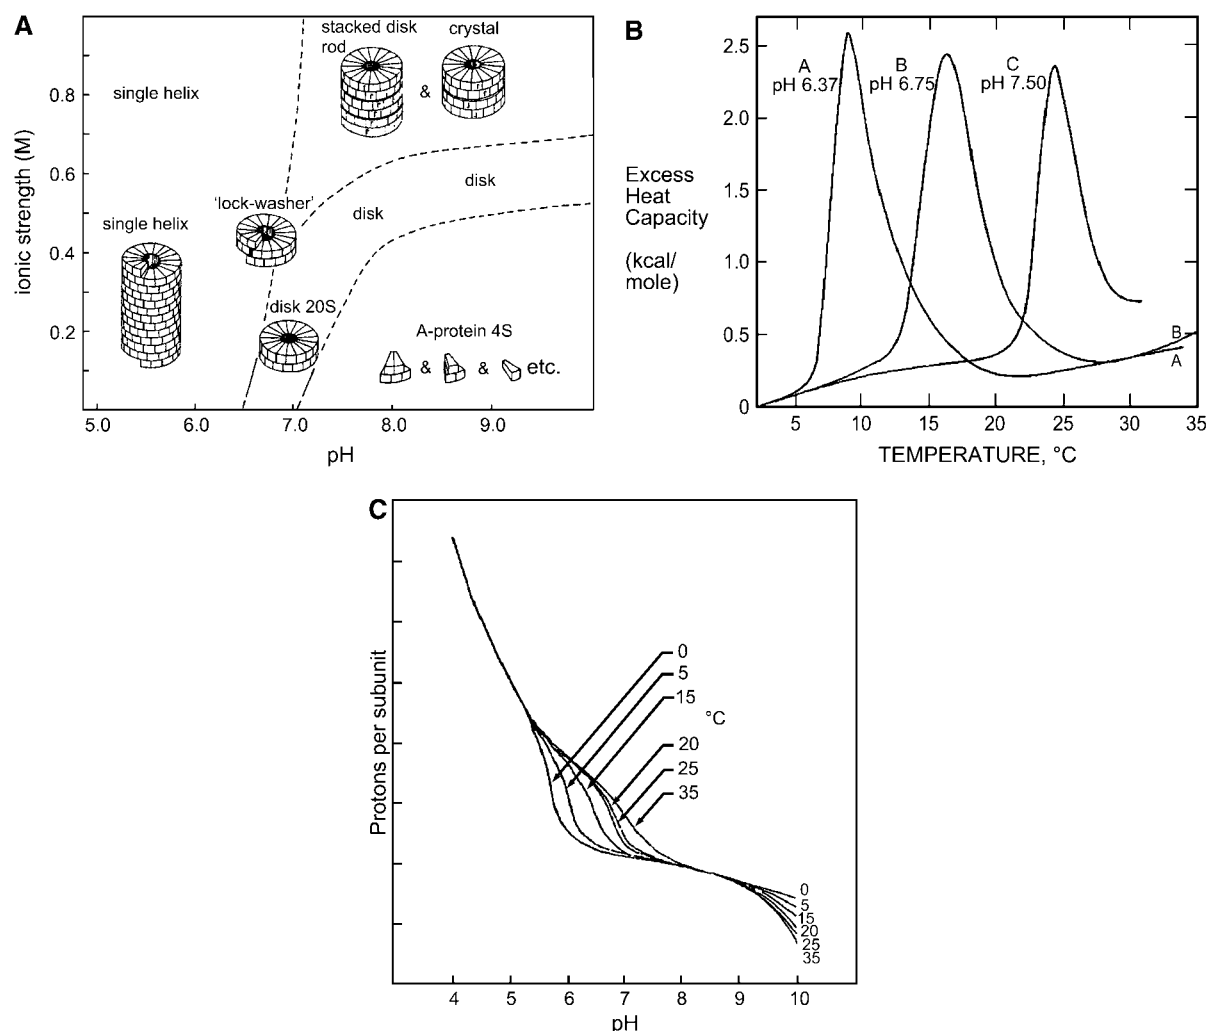 A
stacked disk
rod
crystal
&
single helix
0.8
0.6
0.4
0.2
ionic strength (M)
disk
disk
'lock-washer'
single helix
disk 20S
A-protein 4S
& & etc.
5.0 6.0 7.0 8.0 9.0
pH
B
2.5
2.0
1.5
1.0
0.5
0
A
pH 6.37
B
pH 6.75
C
pH 7.50
Excess
Heat
Capacity
(kcal/
mole)
B
A
5 10 15 20 25 30 35
TEMPERATURE, °C
C
Protons per subunit
0
5
15
°C
20
25
35
0
5
15
20
25
35
4 5 6 7 8 9 10
pH